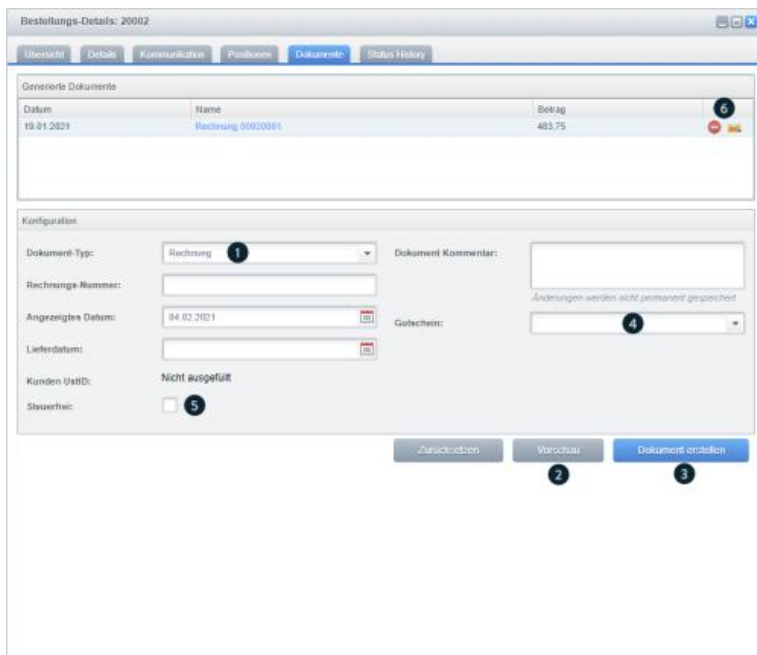 Bestellungs-Details: 20002
Übersicht Details Kommunikation Positionen Dokumente Status History
Generierte Dokumente
Datum Name Betrag 6
19.01.2021 Rechnung 00020001 483,75
Konfiguration
Dokument-Typ: Rechnung 1 Dokument Kommentar:
Rechnungs-Nummer:
Änderungen werden nicht permanent gespeichert
Angezeigtes Datum: 04.02.2021 Gutschein: 4
Lieferdatum:
Kunden UstID: Nicht ausgefüllt
Steuerfrei: 5
Zurücksetzen Vorschau Dokument erstellen
2 3